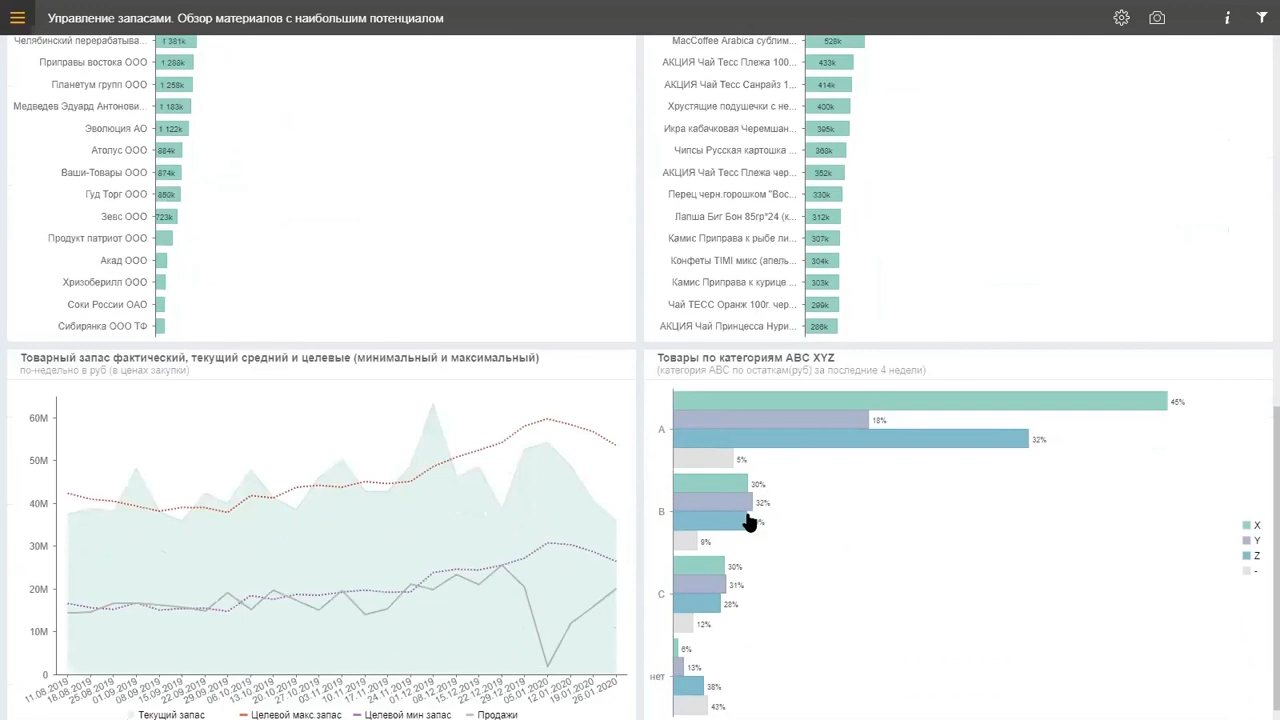 Управление запасами. Обзор материалов с наибольшим потенциалом
i
Челябинский перерабатыва... 1 381k
Приправы востока ООО 1 288k
Планетум групп ООО 1 258k
Медведев Эдуард Антонови... 1 183k
Эволюция АО 1 122k
Атолус ООО 884k
Ваши-Товары ООО 874k
Гуд Торг ООО 859k
Зевс ООО 723k
Продукт патриот ООО
Акад ООО
Хризоберилл ООО
Соки России ОАО
Сибирянка ООО ТФ
MacCoffee Arabica сублим... 528k
АКЦИЯ Чай Тесс Плежа 100... 433k
АКЦИЯ Чай Тесс Санрайз 1... 414k
Хрустящие подушечки с не... 400k
Икра кабачковая Черемшан... 395k
Чипсы Русская картошка ... 368k
АКЦИЯ Чай Тесс Плежа чер... 352k
Перец черн.горошком "Вос... 330k
Лапша Биг Бон 85гр*24 (к... 312k
Камис Приправа к рыбе ли... 307k
Конфеты TIMI микс (апель... 304k
Камис Приправа к курице ... 303k
Чай ТЕСС Оранж 100г. чер... 299k
АКЦИЯ Чай Принцесса Нури... 286k
Товарный запас фактический, текущий средний и целевые (минимальный и максимальный)
по-недельно в руб (в ценах закупки)
60M
50M
40M
30M
20M
10M
0
11.08.2019 18.08.2019 25.08.2019 01.09.2019 08.09.2019 15.09.2019 22.09.2019 29.09.2019 06.10.2019 13.10.2019 20.10.2019 27.10.2019 03.11.2019 10.11.2019 17.11.2019 24.11.2019 01.12.2019 08.12.2019 15.12.2019 22.12.2019 29.12.2019 05.01.2020 12.01.2020 19.01.2020 26.01.2020
Текущий запас Целевой макс.запас Целевой мин запас Продажи
Товары по категориям ABC XYZ
(категория ABC по остаткам(руб) за последние 4 недели)
A 45% 18% 32% 5%
B 30% 32% % 9%
C 30% 31% 28% 12%
нет 6% 13% 38% 43%
X
Y
Z
-